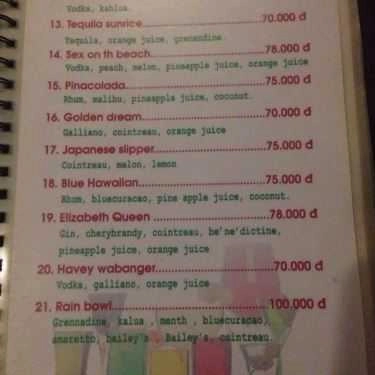 Vodka, kahlua.
13. Tequila sunrice..............................70.000 đ
Tequila, orange juice, grenandine.
14. Sex on th beach.............................78.000 đ
Vodka, peach, melon, pineapple juice, orange juice
15. Pinacolada....................................75.000 đ
Rhum, malibu, pineapple juice, coconut.
16. Golden dream................................70.000 đ
Galliano, cointreau, orange juice
17. Japanese slipper............................75.000 đ
Cointreau, melon, lemon
18. Blue Hawaiian................................75.000 đ
Rhum, bluecuracao, pine apple juice, coconut.
19. Elizabeth Queen ............................78.000 đ
Gin, cherybrandy, cointreau, be'ne'dictine,
pineapple juice, orange juice
20. Havey wabanger............................70.000 đ
Vodka, galliano, orange juice
21. Rain bowl.....................................100.000 đ
Grennadine, kalua , menth , bluecuracao,
amaretto, bailey's , Bailey's, cointreau.